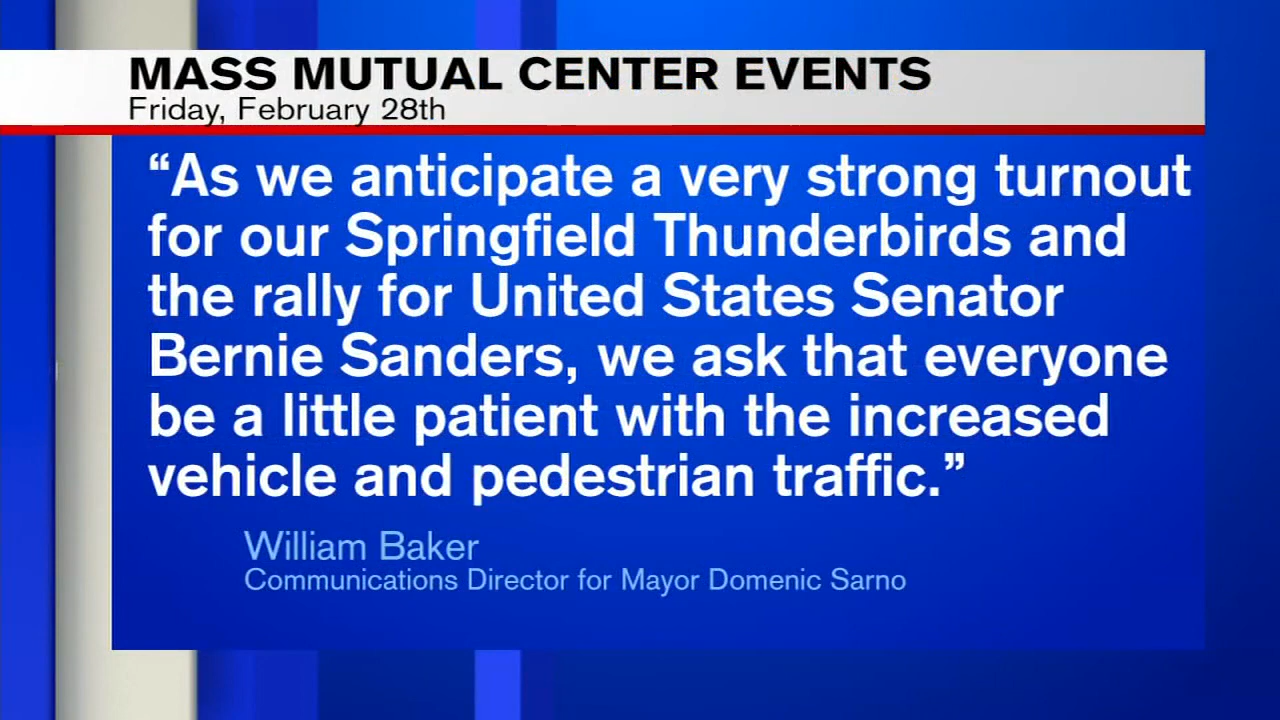 MASS MUTUAL CENTER EVENTS
Friday, February 28th
“As we anticipate a very strong turnout
for our Springfield Thunderbirds and
the rally for United States Senator
Bernie Sanders, we ask that everyone
be a little patient with the increased
vehicle and pedestrian traffic.”
William Baker
Communications Director for Mayor Domenic Sarno